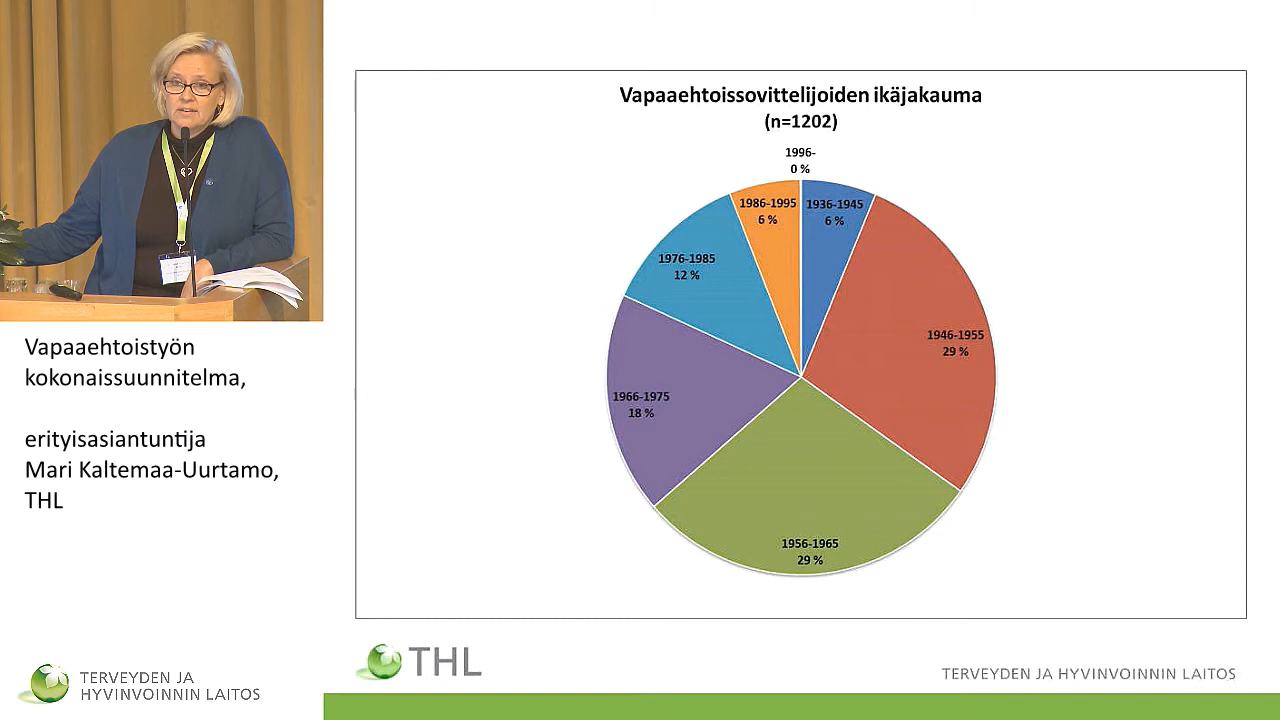 Vapaaehtoissovittelijoiden ikäjakauma
(n=1202)
1996-
0 %
1986-1995
6 %
1936-1945
6 %
1976-1985
12 %
1946-1955
29 %
1966-1975
18 %
1956-1965
29 %
Vapaaehtoistyön
kokonaissuunnitelma,
erityisasiantuntija
Mari Kaltemaa-Uurtamo,
THL
TERVEYDEN JA
HYVINVOINNIN LAITOS
THL
TERVEYDEN JA HYVINVOINNIN LAITOS